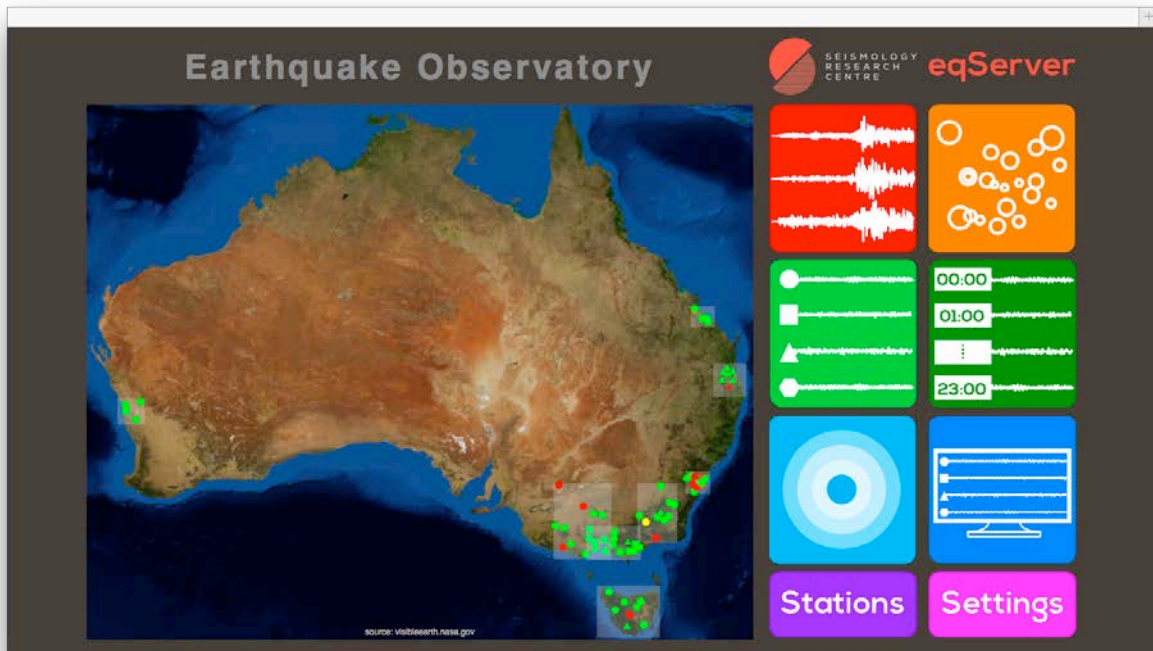 Earthquake Observatory
SEISMOLOGY
RESEARCH
CENTRE
eqServer
00:00
01:00
23:00
Stations
Settings
source: visibleearth.nasa.gov